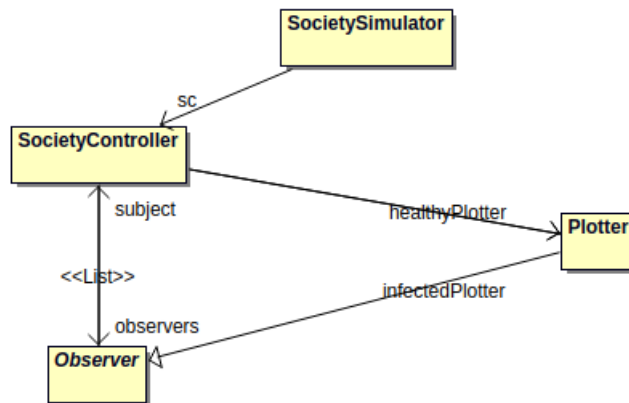 SocietySimulator
sc
SocietyController
subject
healthyPlotter
Plotter
<<List>>
infectedPlotter
observers
Observer